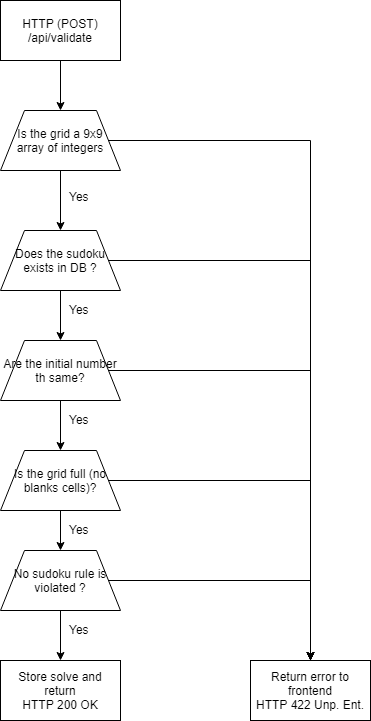 HTTP (POST)
/api/validate
Is the grid a 9x9
array of integers
Yes
Does the sudoku
exists in DB ?
Yes
Are the initial number
th same?
Yes
Is the grid full (no
blanks cells)?
Yes
No sudoku rule is
violated ?
Yes
Store solve and
return
HTTP 200 OK
Return error to
frontend
HTTP 422 Unp. Ent.